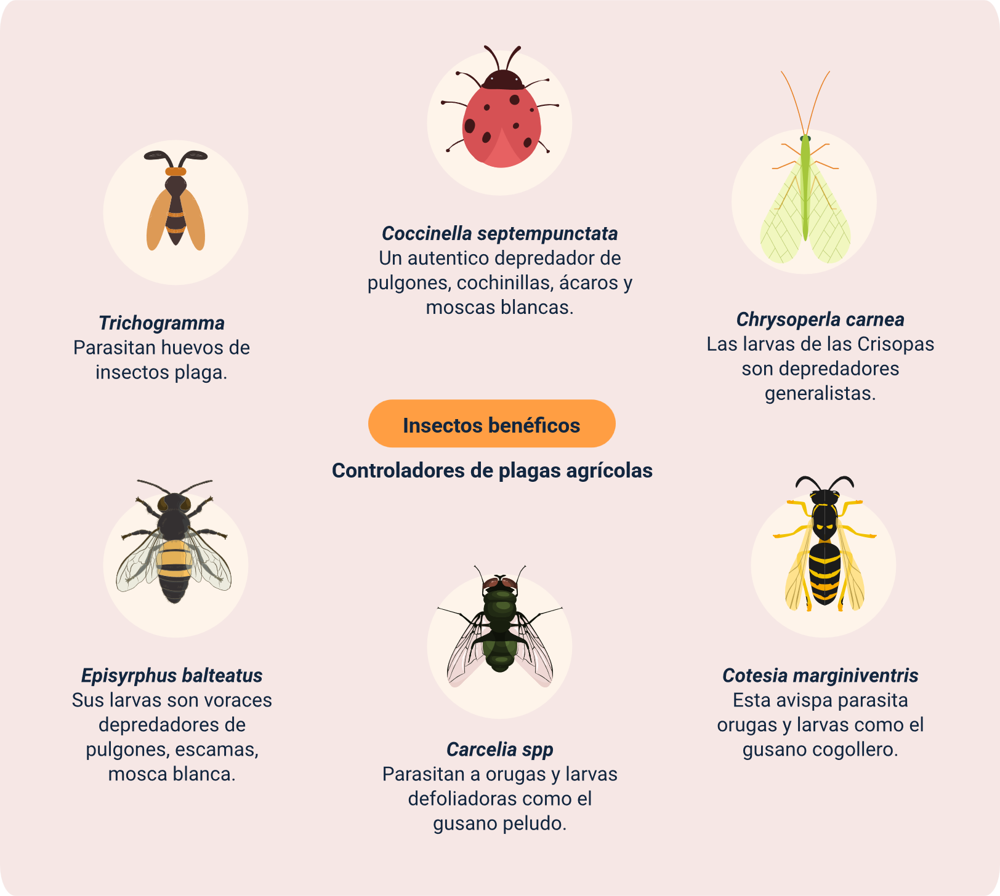 Coccinella septempunctata
Un autentico depredador de
pulgones, cochinillas, ácaros y
moscas blancas.
Trichogramma
Parasitan huevos de
insectos plaga.
Chrysoperla carnea
Las larvas de las Crisopas
son depredadores
generalistas.
Insectos benéficos
Controladores de plagas agrícolas
Episyrphus balteatus
Sus larvas son voraces
depredadores de
pulgones, escamas,
mosca blanca.
Carcelia spp
Parasitan a orugas y larvas
defoliadoras como el
gusano peludo.
Cotesia marginiventris
Esta avispa parasita
orugas y larvas como el
gusano cogollero.